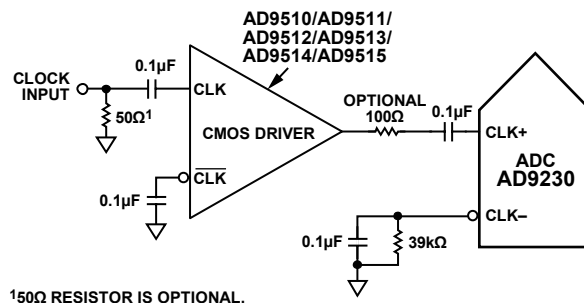 AD9510/AD9511/
AD9512/AD9513/
AD9514/AD9515
CLOCK
INPUT
0.1µF
50Ω¹
CLK
CMOS DRIVER
OPTIONAL
100Ω
0.1µF
CLK+
ADC
AD9230
0.1µF
CLK
CLK–
0.1µF
39kΩ
¹50Ω RESISTOR IS OPTIONAL.